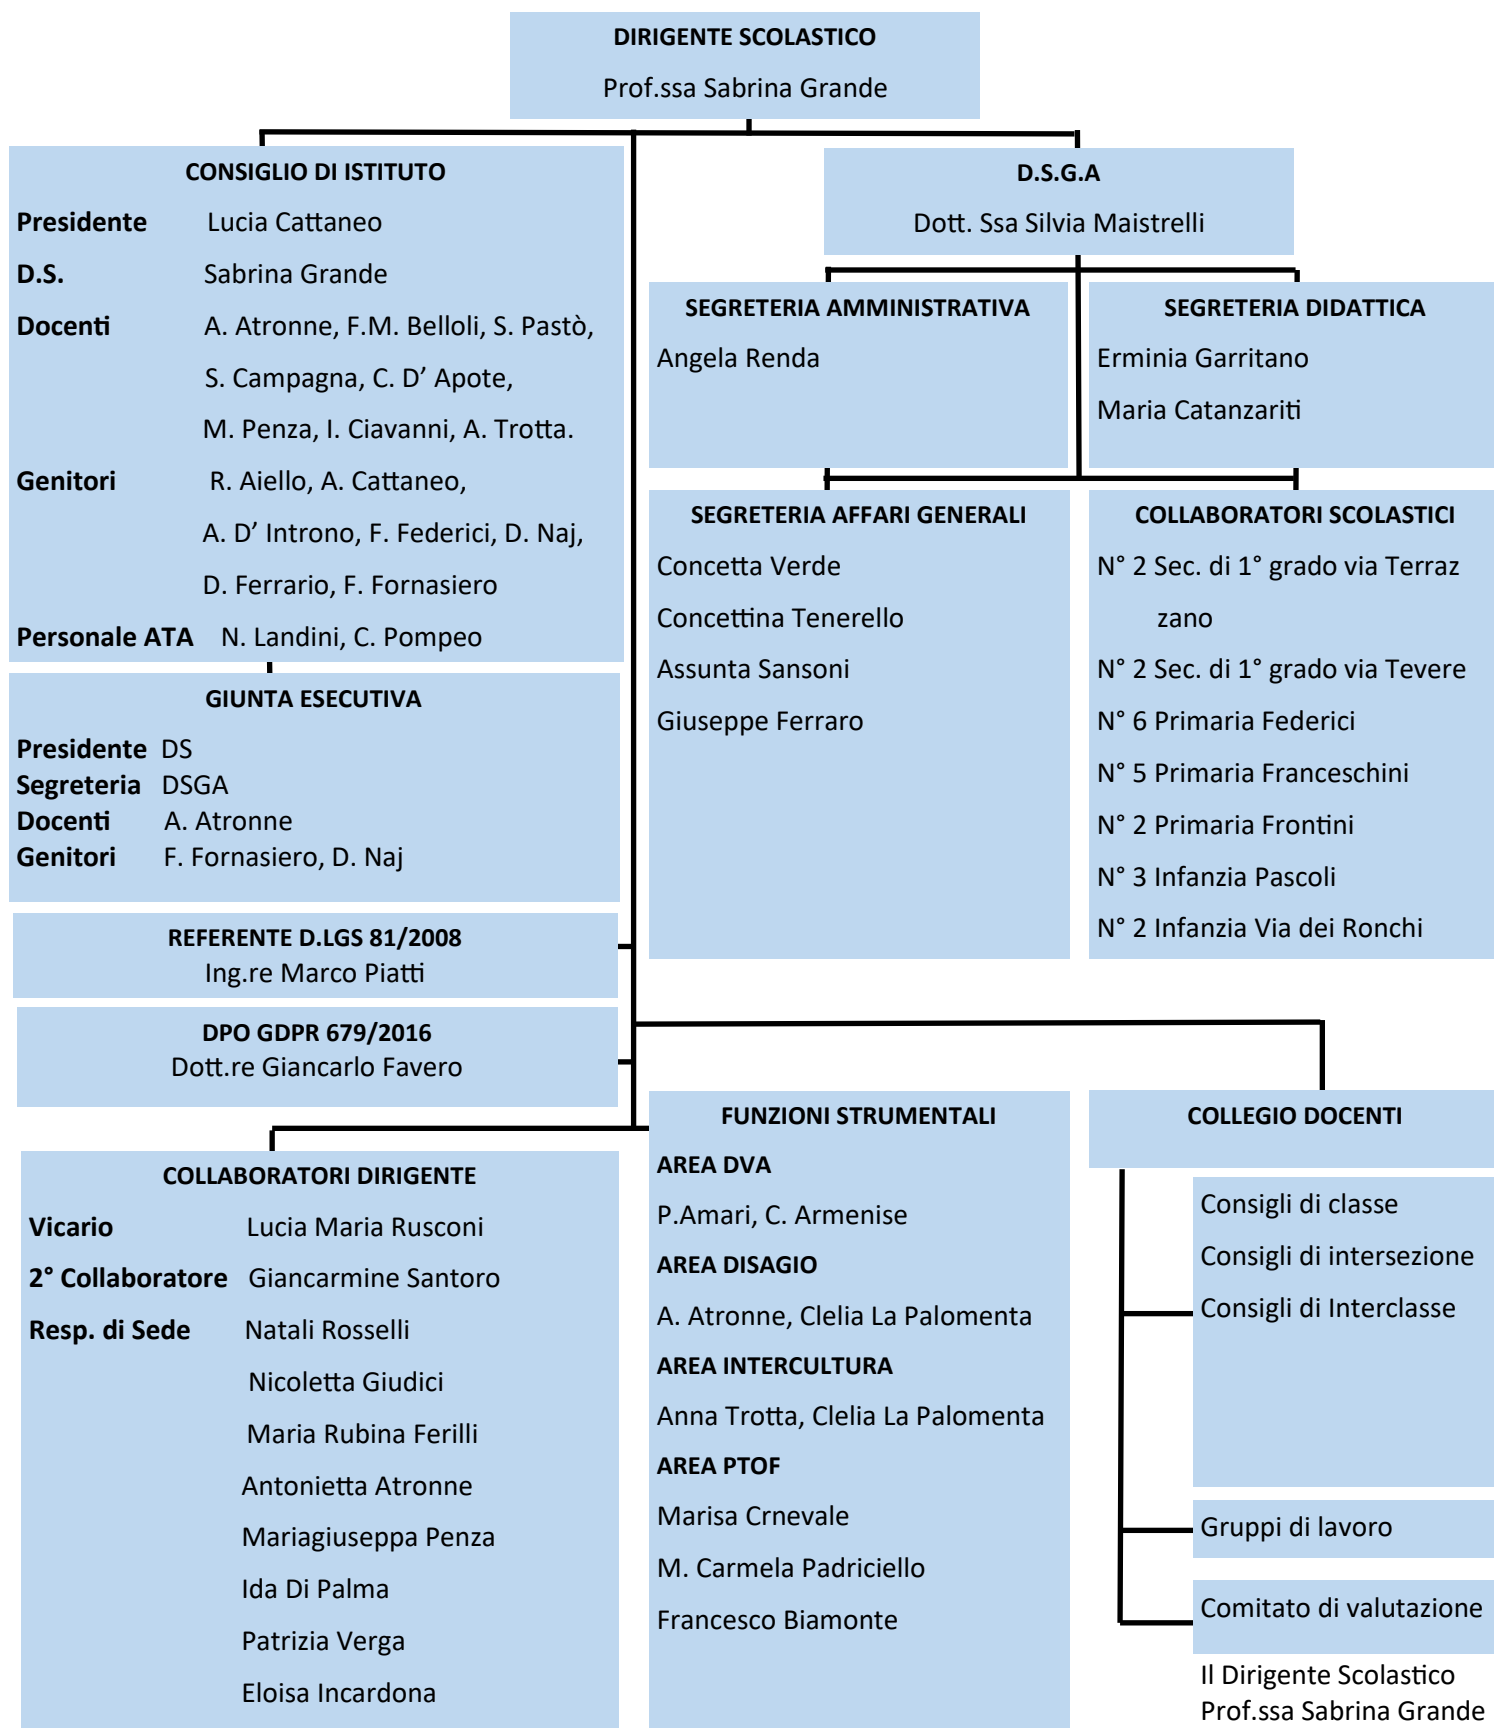 DIRIGENTE SCOLASTICO
Prof.ssa Sabrina Grande
CONSIGLIO DI ISTITUTO
Presidente Lucia Cattaneo
D.S. Sabrina Grande
Docenti A. Atronne, F.M. Belloli, S. Pastò,
S. Campagna, C. D' Apote,
M. Penza, I. Ciavanni, A. Trotta.
Genitori R. Aiello, A. Cattaneo,
A. D' Introno, F. Federici, D. Naj,
D. Ferrario, F. Fornasiero
Personale ATA N. Landini, C. Pompeo
D.S.G.A
Dott. Ssa Silvia Maistrelli
SEGRETERIA AMMINISTRATIVA
Angela Renda
SEGRETERIA DIDATTICA
Erminia Garritano
Maria Catanzariti
SEGRETERIA AFFARI GENERALI
Concetta Verde
Concettina Tenerello
Assunta Sansoni
Giuseppe Ferraro
COLLABORATORI SCOLASTICI
N° 2 Sec. di 1° grado via Terraz
zano
N° 2 Sec. di 1° grado via Tevere
N° 6 Primaria Federici
N° 5 Primaria Franceschini
N° 2 Primaria Frontini
N° 3 Infanzia Pascoli
N° 2 Infanzia Via dei Ronchi
GIUNTA ESECUTIVA
Presidente DS
Segreteria DSGA
Docenti A. Atronne
Genitori F. Fornasiero, D. Naj
REFERENTE D.LGS 81/2008
Ing.re Marco Piatti
DPO GDPR 679/2016
Dott.re Giancarlo Favero
COLLABORATORI DIRIGENTE
Vicario Lucia Maria Rusconi
2° Collaboratore Giancarmine Santoro
Resp. di Sede Natali Rosselli
Nicoletta Giudici
Maria Rubina Ferilli
Antonietta Atronne
Mariagiuseppa Penza
Ida Di Palma
Patrizia Verga
Eloisa Incardona
FUNZIONI STRUMENTALI
AREA DVA
P.Amari, C. Armenise
AREA DISAGIO
A. Atronne, Clelia La Palomenta
AREA INTERCULTURA
Anna Trotta, Clelia La Palomenta
AREA PTOF
Marisa Crnevale
M. Carmela Padriciello
Francesco Biamonte
COLLEGIO DOCENTI
Consigli di classe
Consigli di intersezione
Consigli di Interclasse
Gruppi di lavoro
Comitato di valutazione
Il Dirigente Scolastico
Prof.ssa Sabrina Grande